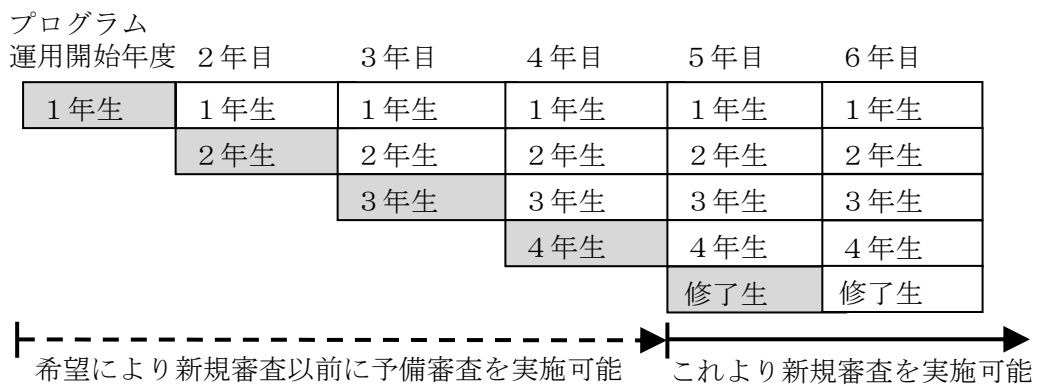 プログラム
運用開始年度 2年目 3年目 4年目 5年目 6年目
1年生 1年生 1年生 1年生 1年生 1年生
2年生 2年生 2年生 2年生 2年生
3年生 3年生 3年生 3年生
4年生 4年生 4年生
修了生 修了生
希望により新規審査以前に予備審査を実施可能 これより新規審査を実施可能